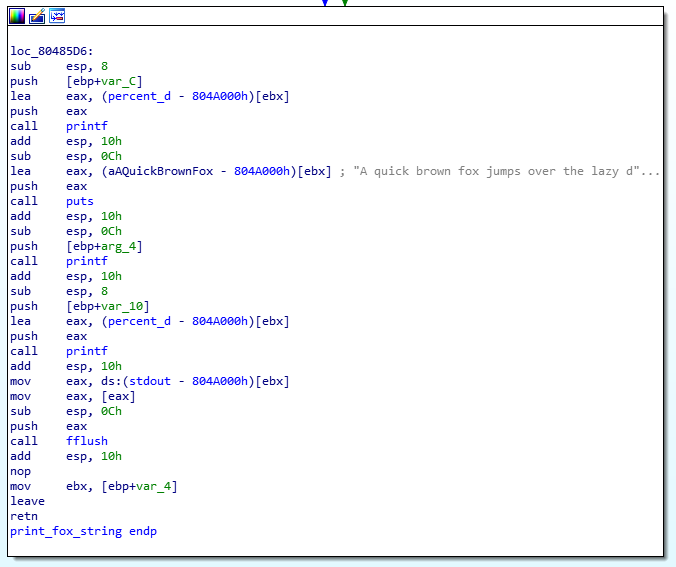 loc_80485D6:
sub esp, 8
push [ebp+var_C]
lea eax, (percent_d - 804A000h)[ebx]
push eax
call printf
add esp, 10h
sub esp, 0Ch
lea eax, (aAQuickBrownFox - 804A000h)[ebx] ; "A quick brown fox jumps over the lazy d"...
push eax
call puts
add esp, 10h
sub esp, 0Ch
push [ebp+arg_4]
call printf
add esp, 10h
sub esp, 8
push [ebp+var_10]
lea eax, (percent_d - 804A000h)[ebx]
push eax
call printf
add esp, 10h
mov eax, ds:(stdout - 804A000h)[ebx]
mov eax, [eax]
sub esp, 0Ch
push eax
call fflush
add esp, 10h
nop
mov ebx, [ebp+var_4]
leave
retn
print_fox_string endp